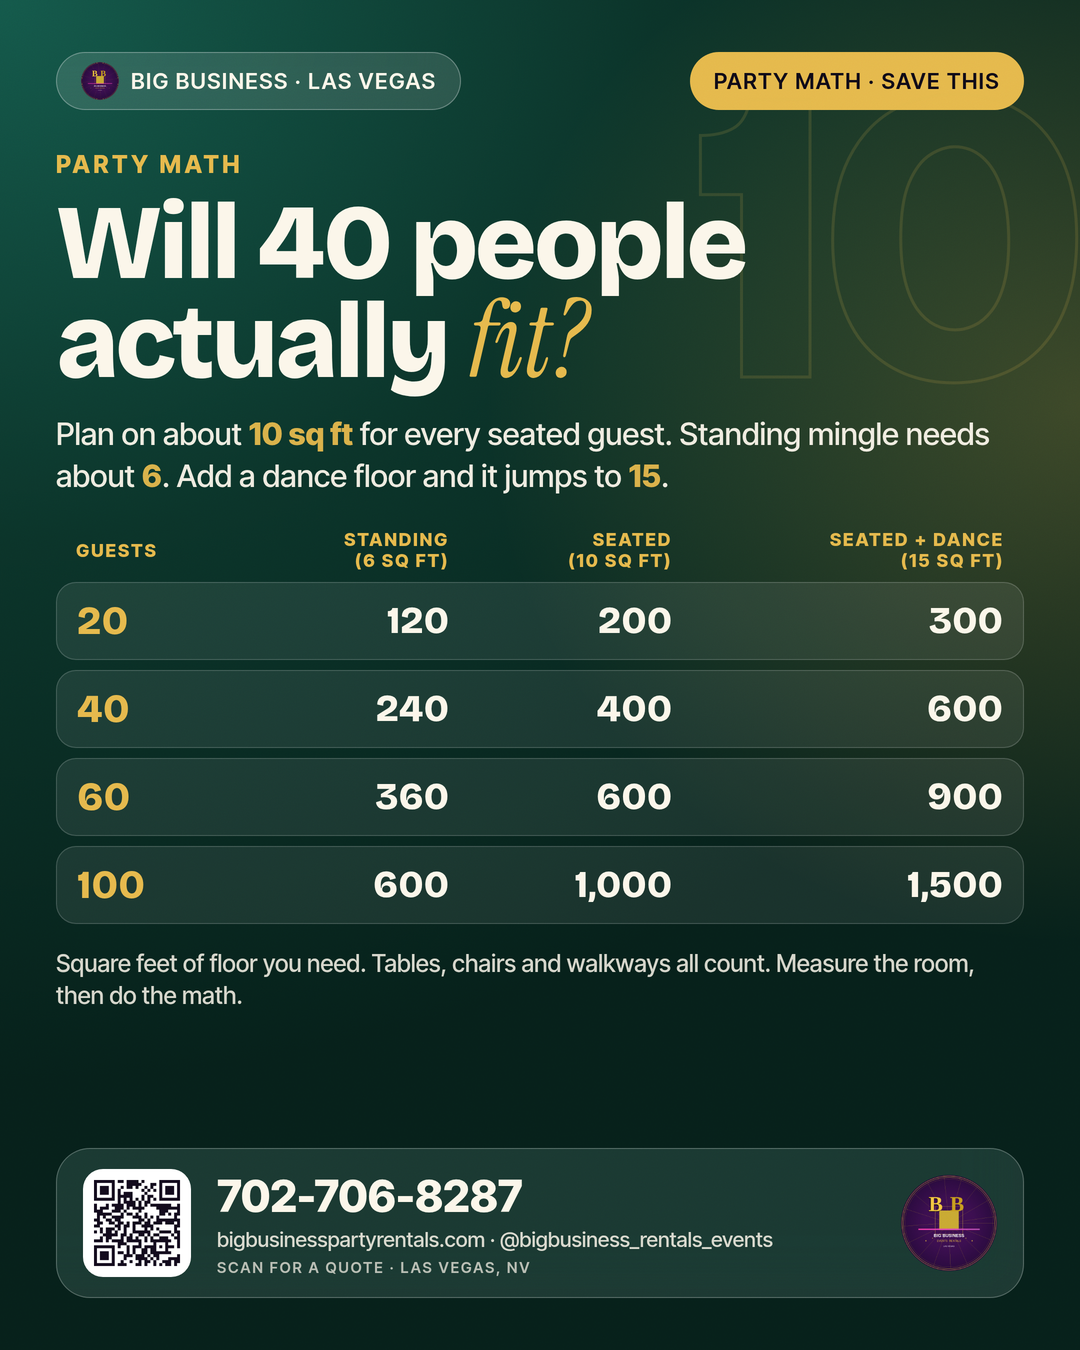 BIG BUSINESS · LAS VEGAS
PARTY MATH · SAVE THIS
10
PARTY MATH
Will 40 people
actually fit?
Plan on about 10 sq ft for every seated guest. Standing mingle needs
about 6. Add a dance floor and it jumps to 15.
GUESTS STANDING (6 SQ FT) SEATED (10 SQ FT) SEATED + DANCE (15 SQ FT)
20 120 200 300
40 240 400 600
60 360 600 900
100 600 1,000 1,500
Square feet of floor you need. Tables, chairs and walkways all count. Measure the room,
then do the math.
702-706-8287
bigbusinesspartyrentals.com · @bigbusiness_rentals_events
SCAN FOR A QUOTE · LAS VEGAS, NV
B B
BIG BUSINESS